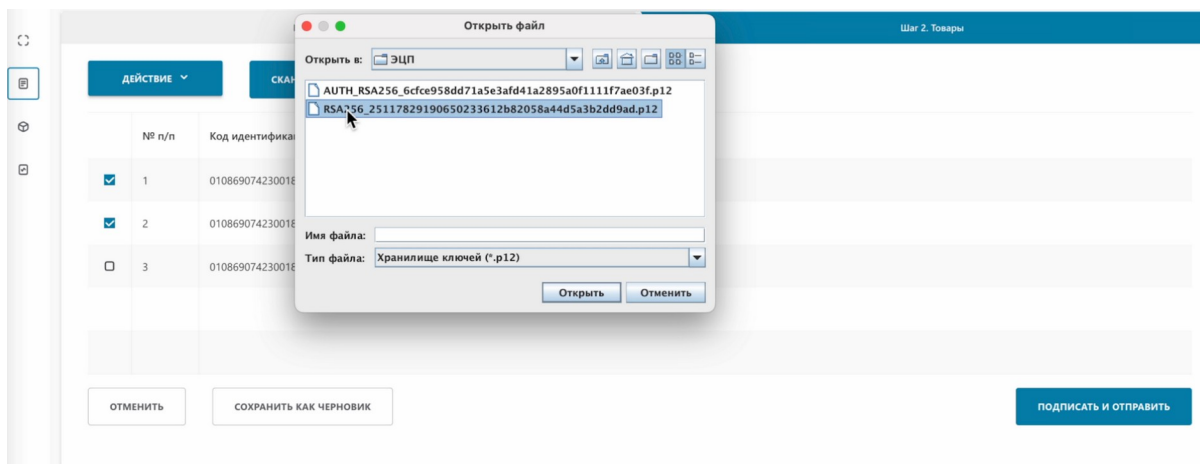 Шаг 2. Товары
ДЕЙСТВИЕ
СКАН
Открыть файл
Открыть в: ЭЦП
AUTH_RSA256_6cfce958dd71a5e3afd41a2895a0f1111f7ae03f.p12
RSA256_25117829190650233612b82058a44d5a3b2dd9ad.p12
Имя файла:
Тип файла: Хранилище ключей (*.p12)
Открыть Отменить
№ п/п Код идентифика
1 010869074230018
2 010869074230018
3 010869074230018
ОТМЕНИТЬ СОХРАНИТЬ КАК ЧЕРНОВИК ПОДПИСАТЬ И ОТПРАВИТЬ